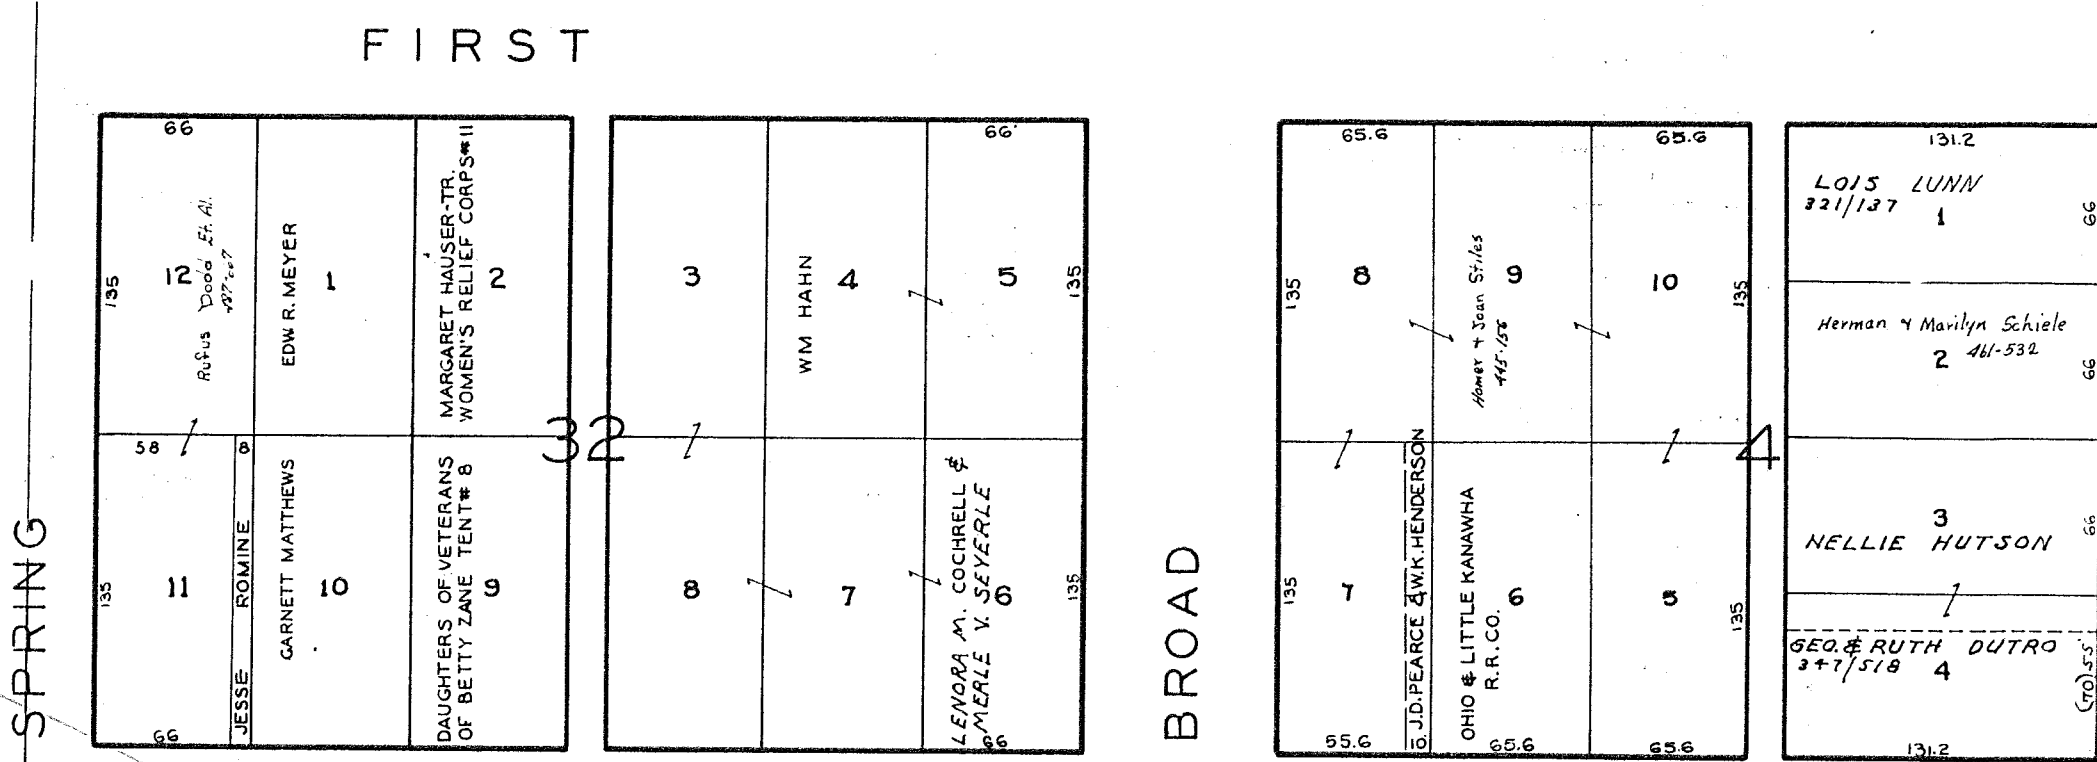 FIRST
SPRING
BROAD
32
4
66
135
12
Rufus Dodd Et. Al.
EDW. R. MEYER
1
MARGARET HAUSER-TR.
WOMEN'S RELIEF CORPS #11
2
58
8
135
11
66
JESSE ROMINE
GARNETT MATTHEWS
10
DAUGHTERS OF VETERANS
OF BETTY ZANE TENT # 8
9
3
WM HAHN
4
66
5
135
8
7
LENORA M. COCHRELL &
MERLE V. SEYERLE
6
66
135
65.6
135
8
Homer + Joan Stiles
445-156
9
65.6
10
135
135
7
55.6
10. J.D. PEARCE & W.K. HENDERSON
OHIO & LITTLE KANAWHA
R.R. CO.
6
65.6
5
65.6
135
131.2
LOIS LUNN
321/137
1
66
Herman & Marilyn Schiele
2
461-532
66
3
NELLIE HUTSON
66
GEO. & RUTH DUTRO
347/518
4
(TO) 55'
131.2